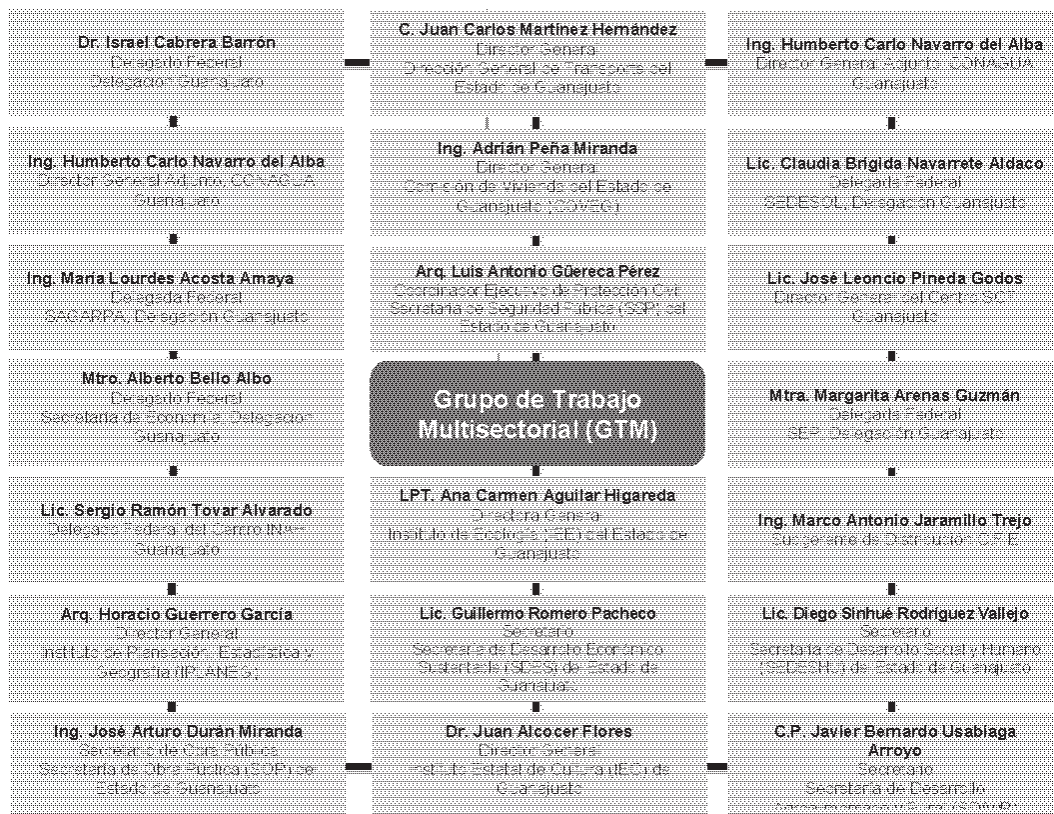 Dr. Israel Cabrera Barrón
Delegado Federal
Delegación Guanajuato
C. Juan Carlos Martínez Hernández
Director General
Dirección General de Transporte del
Estado de Guanajuato
Ing. Humberto Carlo Navarro del Alba
Director General Adjunto, CONAGUA
Guanajuato
Ing. Humberto Carlo Navarro del Alba
Director General Adjunto, CONAGUA
Guanajuato
Ing. Adrián Peña Miranda
Director General
Comisión de Vivienda del Estado de
Guanajuato (COVEG)
Lic. Claudia Brigida Navarrete Aldaco
Delegada Federal
SEDESOL, Delegación Guanajuato
Ing. María Lourdes Acosta Amaya
Delegada Federal
SAGARPA, Delegación Guanajuato
Arq. Luis Antonio Güereca Pérez
Coordinador Ejecutivo de Protección Civil
Secretaría de Seguridad Pública (SSP) del
Estado de Guanajuato
Lic. José Leoncio Pineda Godos
Director General del Centro SCT
Guanajuato
Mtro. Alberto Bello Albo
Delegado Federal
Secretaría de Economía, Delegación
Guanajuato
Grupo de Trabajo
Multisectorial (GTM)
Mtra. Margarita Arenas Guzmán
Delegada Federal
SEP, Delegación Guanajuato
Lic. Sergio Ramón Tovar Alvarado
Delegado Federal del Centro INAH
Guanajuato
LPT. Ana Carmen Aguilar Higareda
Directora General
Instituto de Ecología (IEE) del Estado de
Guanajuato
Ing. Marco Antonio Jaramillo Trejo
Subgerente de Distribución C.F.E.
Arq. Horacio Guerrero García
Director General
Instituto de Planeación, Estadística y
Geografía (IPLANEG)
Lic. Guillermo Romero Pacheco
Secretario
Secretaría de Desarrollo Económico
Sustentable (SDES) del Estado de
Guanajuato
Lic. Diego Sinhué Rodríguez Vallejo
Secretario
Secretaría de Desarrollo Social y Humano
(SEDESHU) del Estado de Guanajuato
Ing. José Arturo Durán Miranda
Secretario de Obra Pública
Secretaría de Obra Pública (SOP) del
Estado de Guanajuato
Dr. Juan Alcocer Flores
Director General
Instituto Estatal de Cultura (IEC) de
Guanajuato
C.P. Javier Bernardo Usabiaga
Arroyo
Secretario
Secretaría de Desarrollo